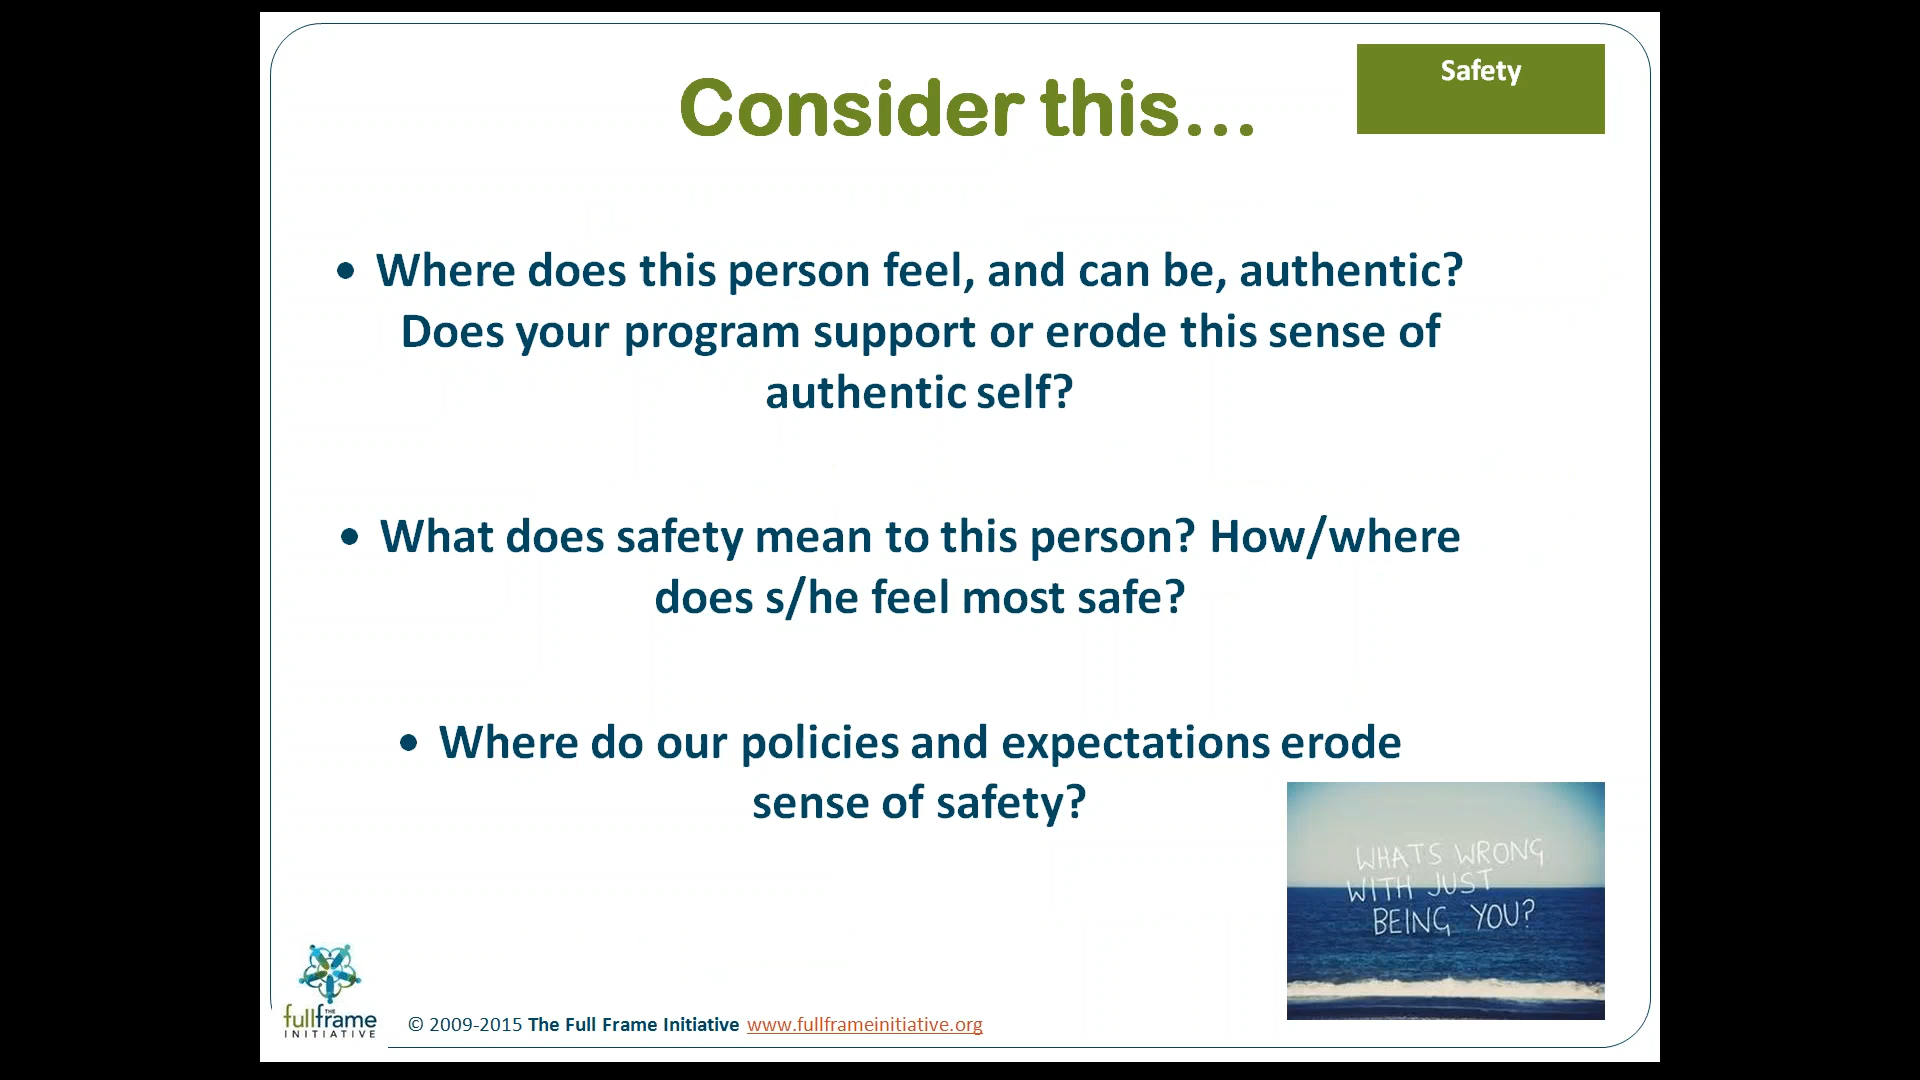 Safety
Consider this...
• Where does this person feel, and can be, authentic?
Does your program support or erode this sense of
authentic self?
• What does safety mean to this person? How/where
does s/he feel most safe?
• Where do our policies and expectations erode
sense of safety?
WHATS WRONG
WITH JUST
BEING YOU?
THE
fullframe
INITIATIVE
© 2009-2015 The Full Frame Initiative www.fullframeinitiative.org